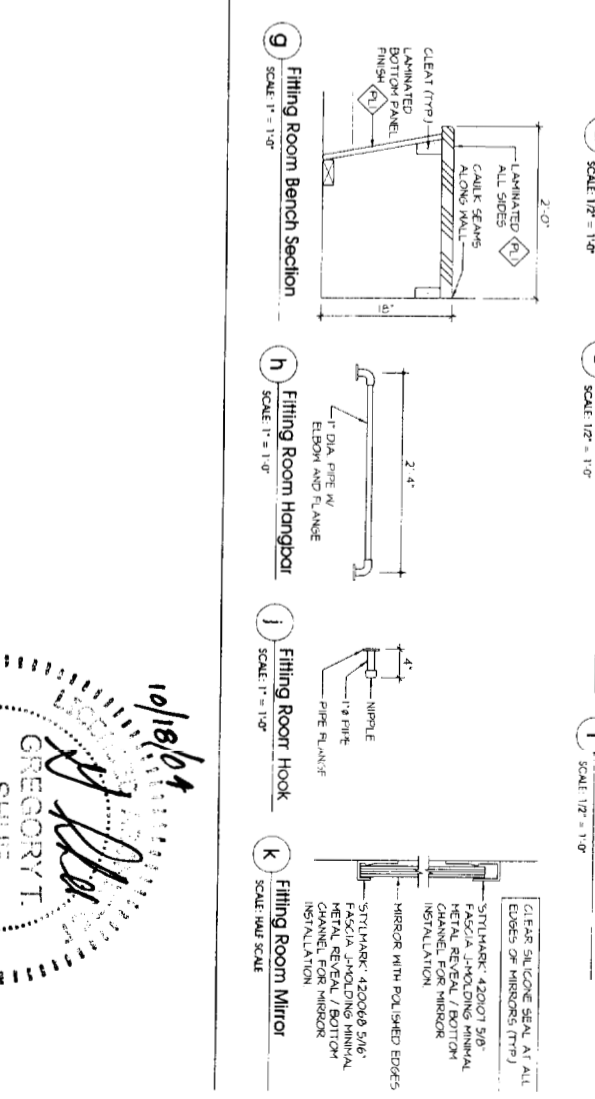 SCALE: 1/2" = 1'-0"
SCALE: 1/2" = 1'-0"
f
SCALE: 1/2" = 1'-0"
2'-0"
LAMINATED PL1
ALL SIDES
CAULK SEAMS
ALONG WALL
CLEAT (TYP.)
LAMINATED
BOTTOM PANEL
FINISH
PL1
g
Fitting Room Bench Section
SCALE: 1" = 1'-0"
2'-4"
1" DIA. PIPE W/
ELBOW AND FLANGE
h
Fitting Room Hangbar
SCALE: 1" = 1'-0"
4"
NIPPLE
1"ø PIPE
PIPE FLANGE
j
Fitting Room Hook
SCALE: 1" = 1'-0"
CLEAR SILICONE SEAL AT ALL
EDGES OF MIRRORS (TYP.)
'STYLMARK' 420107 5/8"
FASCIA J-MOLDING MINIMAL
METAL REVEAL / BOTTOM
CHANNEL FOR MIRROR
INSTALLATION.
MIRROR WITH POLISHED EDGES
'STYLMARK' 420068 5/16"
FASCIA J-MOLDING MINIMAL
METAL REVEAL / BOTTOM
CHANNEL FOR MIRROR
INSTALLATION
k
Fitting Room Mirror
SCALE: HALF SCALE
10/18/04
GREGORY T.